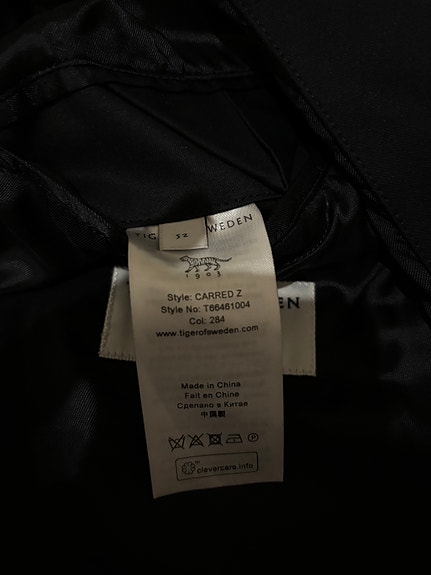 TIG
52
WEDEN
1903
EN
Style: CARRED Z
Style No: T66461004
Col: 284
www.tigerofsweden.com
Made in China
Fait en Chine
Сделано в Китае
中国製
P
clevercare.info